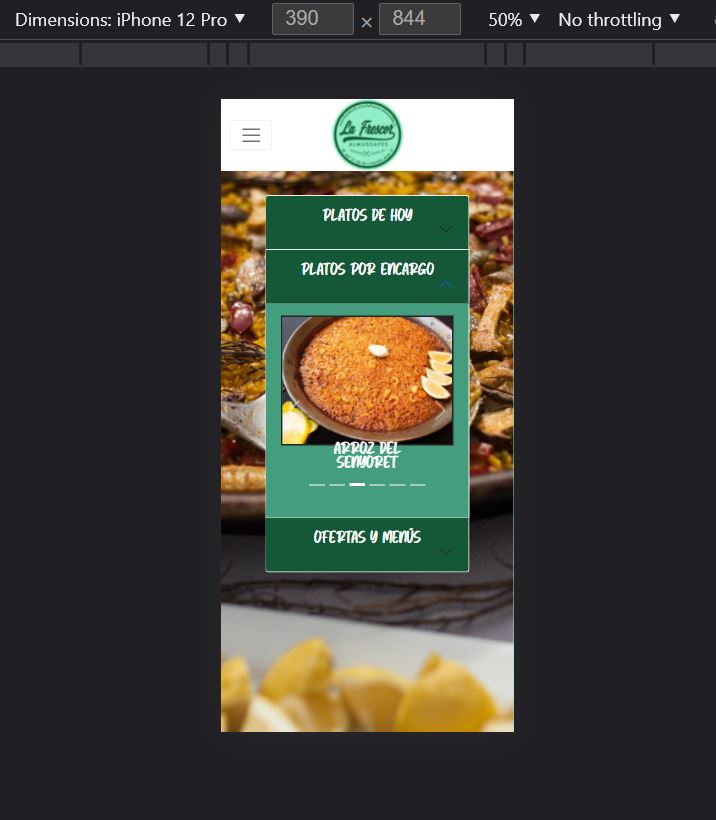 Dimensions: iPhone 12 Pro ▼ 390 × 844 50% ▼ No throttling ▼
La Frescor
ALMUSSAFES
PLATOS DE HOY
PLATOS POR ENCARGO
ARROZ DEL
SENYORET
OFERTAS Y MENÚS